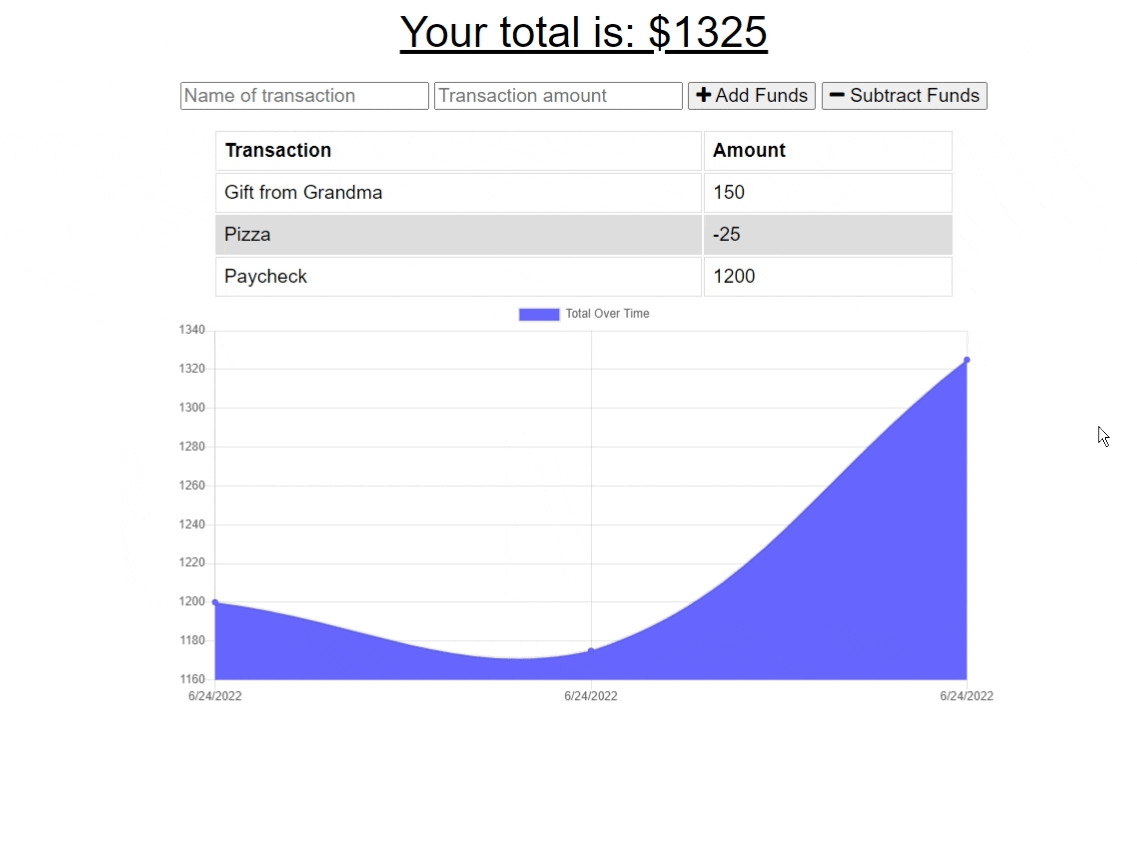 Your total is: $1325
Name of transaction Transaction amount Add Funds Subtract Funds
Transaction Amount
Gift from Grandma 150
Pizza -25
Paycheck 1200
Total Over Time
1340
1320
1300
1280
1260
1240
1220
1200
1180
1160
6/24/2022 6/24/2022 6/24/2022